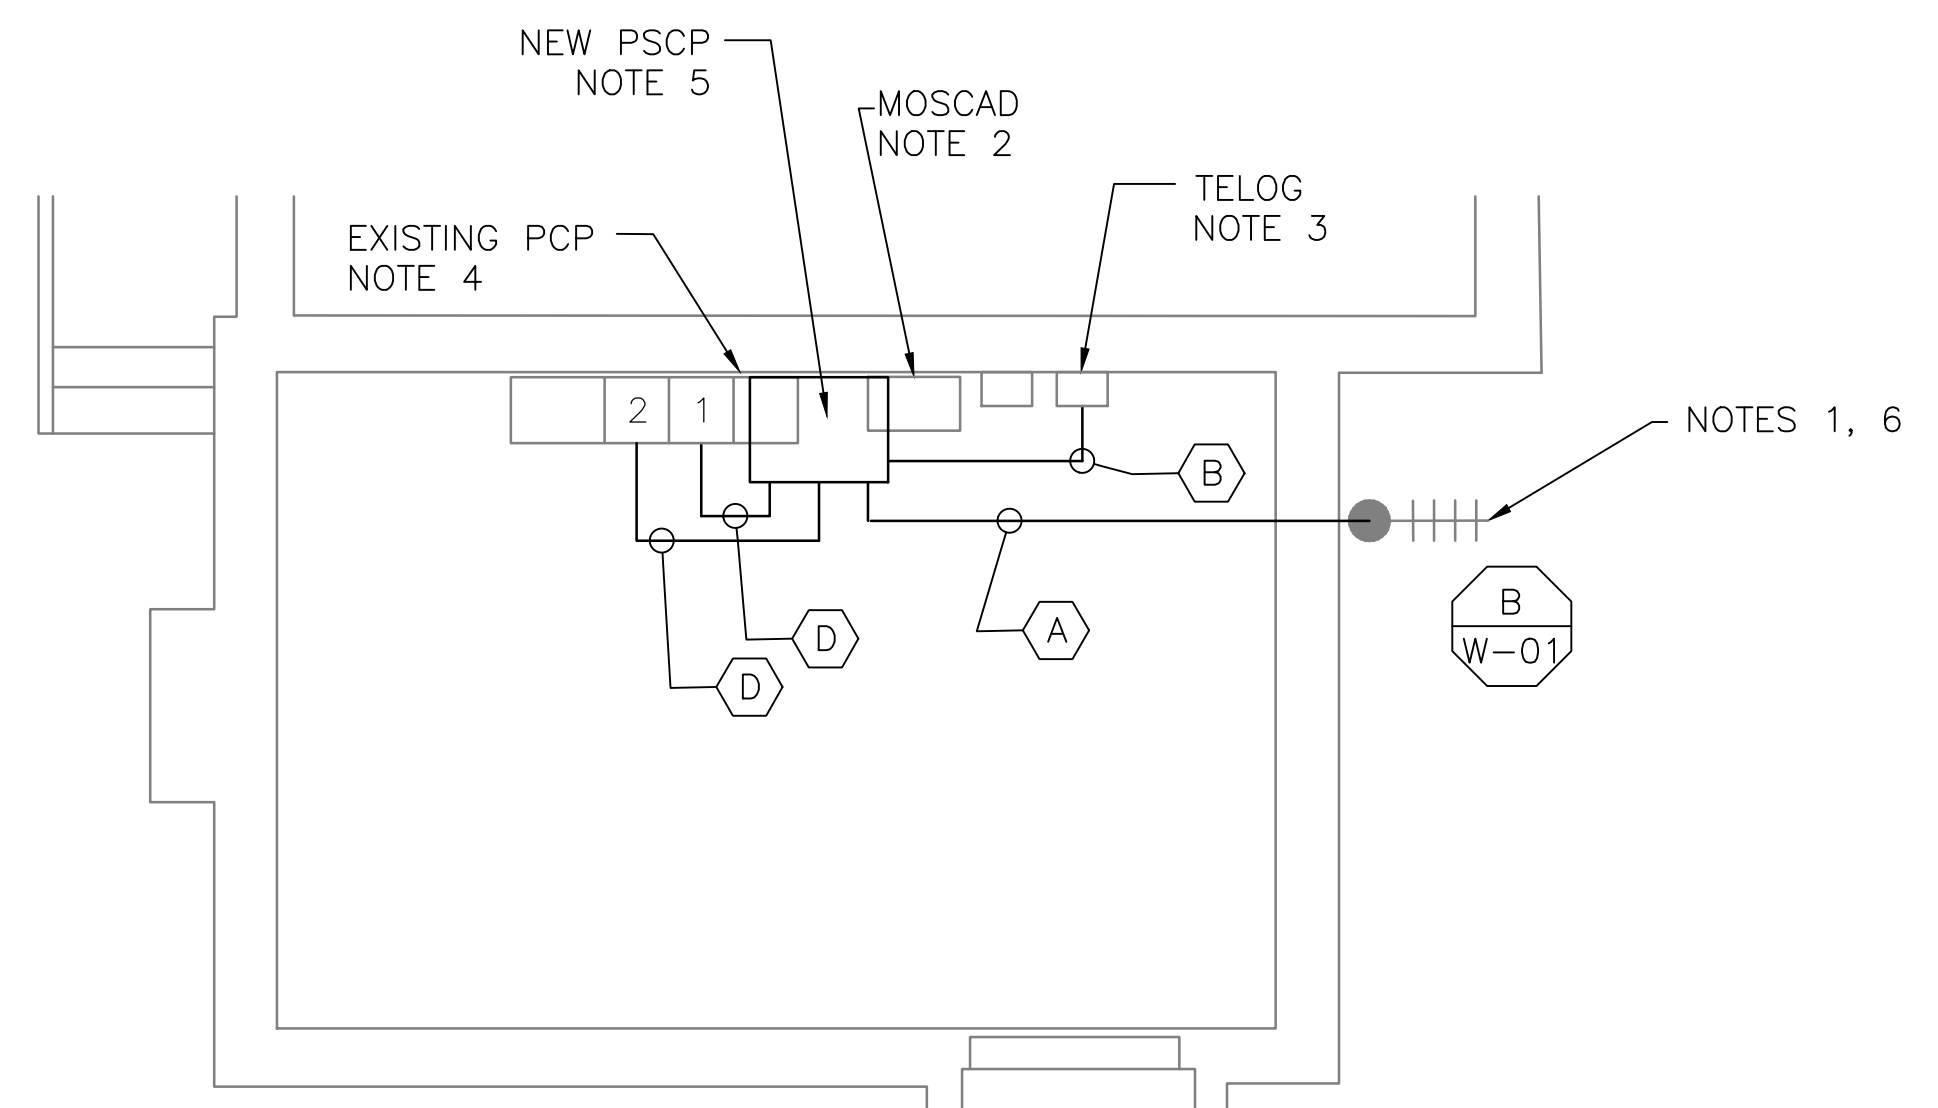 NEW PSCP
NOTE 5
MOSCAD
NOTE 2
TELOG
NOTE 3
EXISTING PCP
NOTE 4
2
1
NOTES 1, 6
B
A
D
D
B
W-01